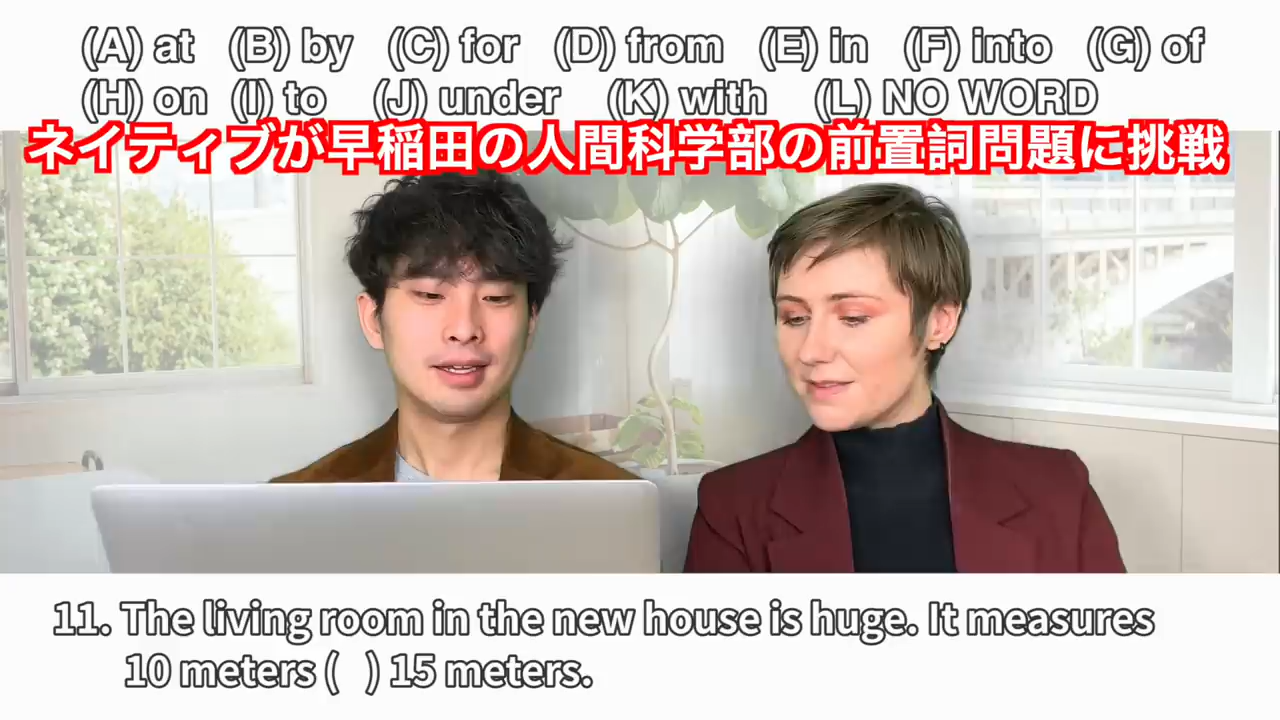 (A) at (B) by (C) for (D) from (E) in (F) into (G) of
(H) on (I) to (J) under (K) with (L) NO WORD
ネイティブが早稲田の人間科学部の前置詞問題に挑戦
11. The living room in the new house is huge. It measures
10 meters ( ) 15 meters.